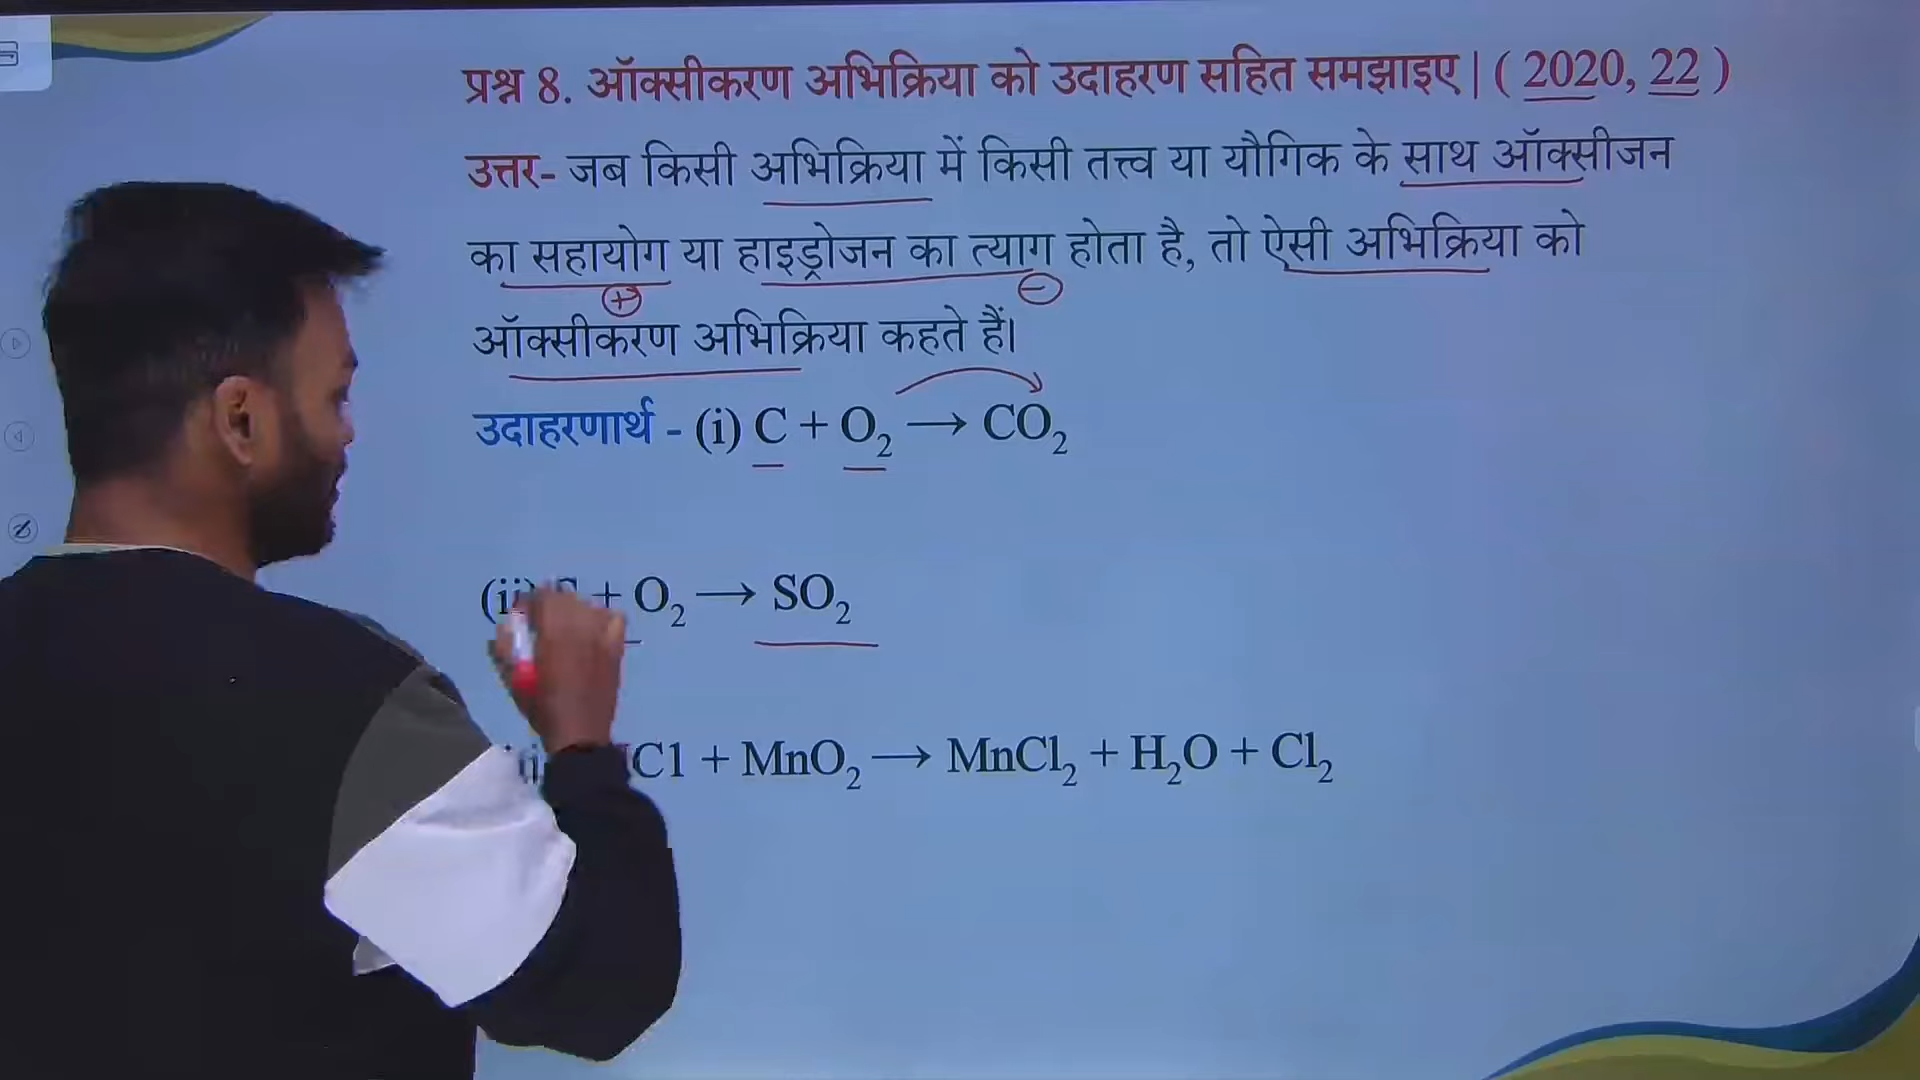 प्रश्न 8. ऑक्सीकरण अभिक्रिया को उदाहरण सहित समझाइए | ( 2020, 22 )
उत्तर- जब किसी अभिक्रिया में किसी तत्त्व या यौगिक के साथ ऑक्सीजन
का सहायोग या हाइड्रोजन का त्याग होता है, तो ऐसी अभिक्रिया को
+ −
ऑक्सीकरण अभिक्रिया कहते हैं।
उदाहरणार्थ - (i) C + O₂ → CO₂
(ii) + O₂ → SO₂
Cl + MnO₂ → MnCl₂ + H₂O + Cl₂